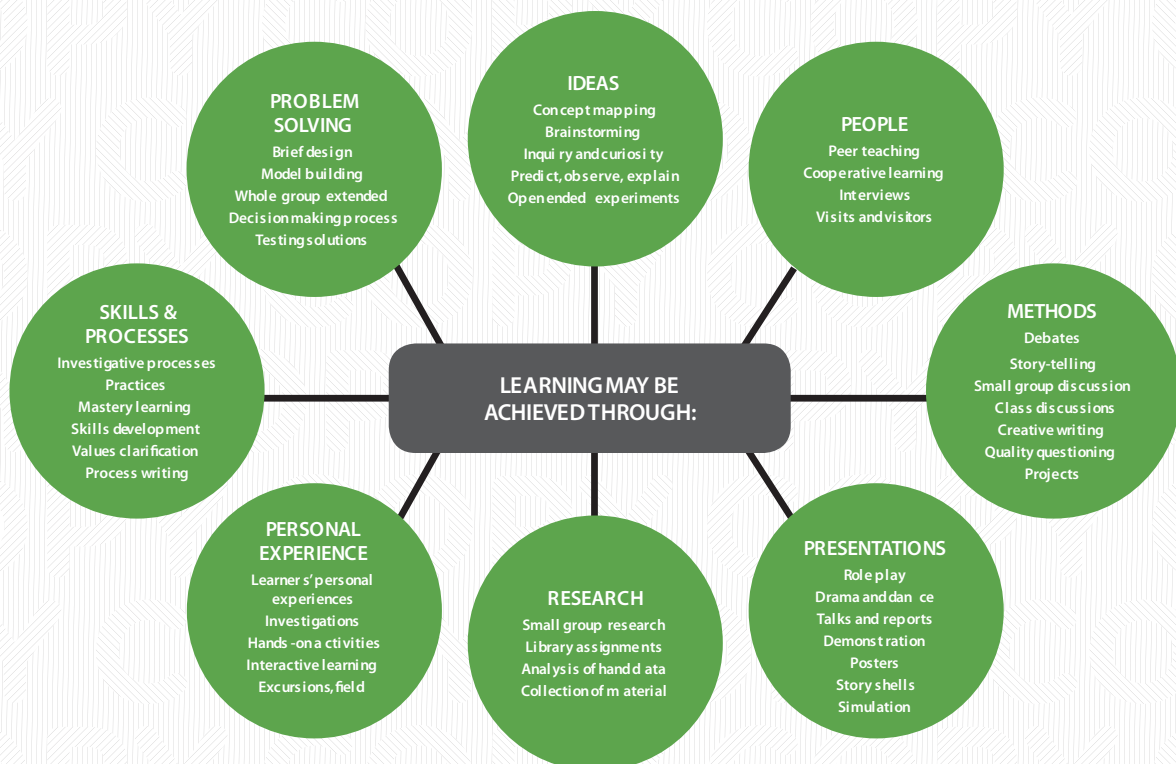 IDEAS
Concept mapping
Brainstorming
Inquiry and curiosity
Predict, observe, explain
Open ended experiments
PROBLEM
SOLVING
Brief design
Model building
Whole group extended
Decision making process
Testing solutions
PEOPLE
Peer teaching
Cooperative learning
Interviews
Visits and visitors
SKILLS &
PROCESSES
Investigative processes
Practices
Mastery learning
Skills development
Values clarification
Process writing
LEARNING MAY BE
ACHIEVED THROUGH:
METHODS
Debates
Story-telling
Small group discussion
Class discussions
Creative writing
Quality questioning
Projects
PERSONAL
EXPERIENCE
Learners' personal
experiences
Investigations
Hands-on activities
Interactive learning
Excursions, field
RESEARCH
Small group research
Library assignments
Analysis of hand data
Collection of material
PRESENTATIONS
Role play
Drama and dance
Talks and reports
Demonstration
Posters
Story shells
Simulation